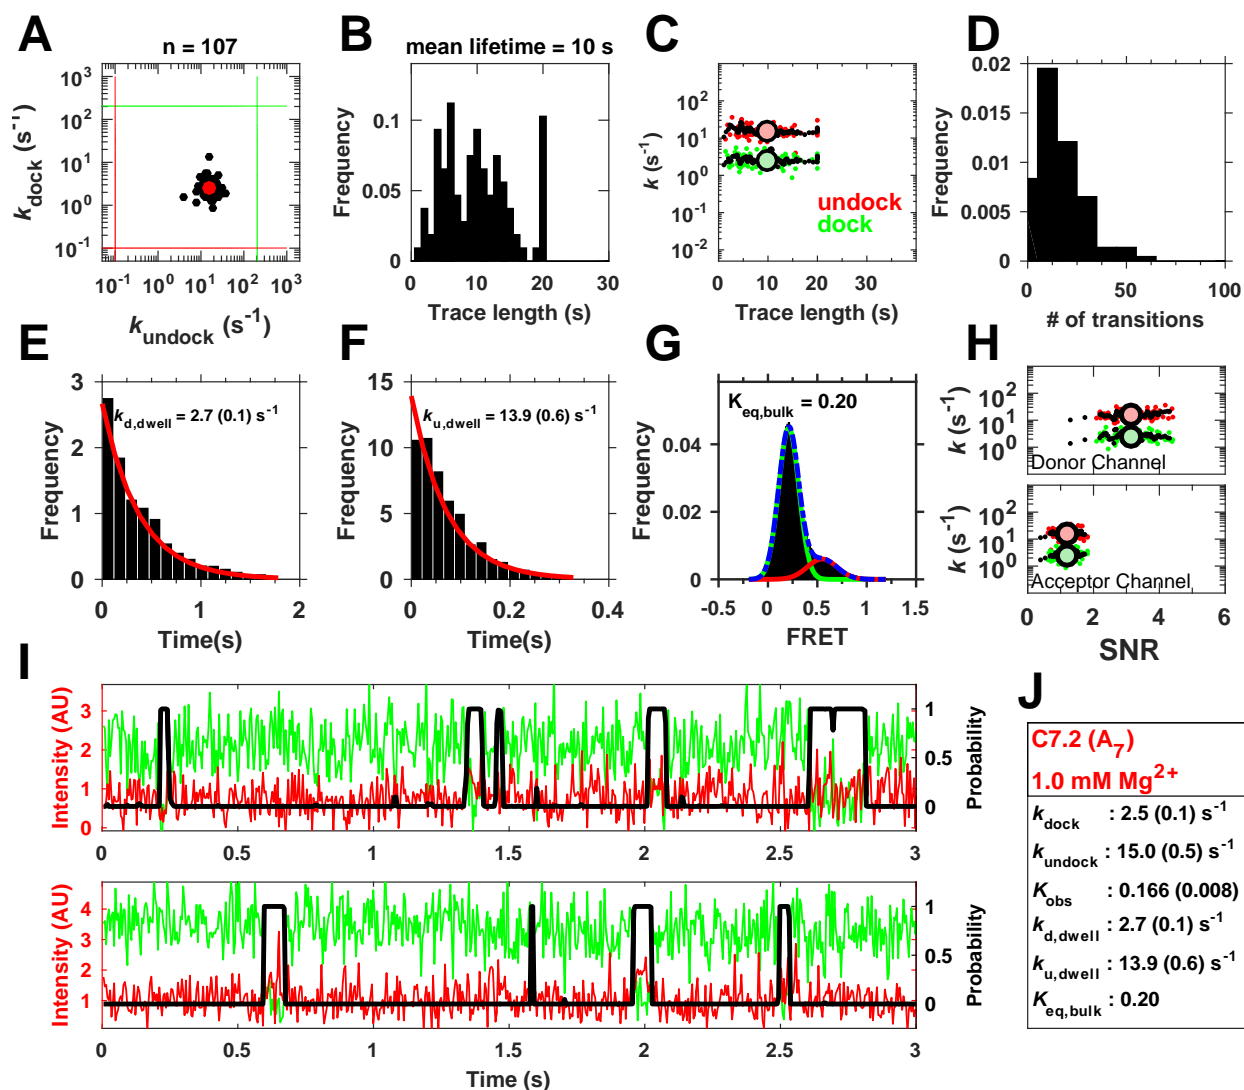 A
n = 107
10³
10²
10¹
10⁰
10⁻¹
k_dock (s⁻¹)
10⁻¹ 10⁰ 10¹ 10² 10³
k_undock (s⁻¹)
B
mean lifetime = 10 s
0.1
0.05
0
Frequency
0 10 20 30
Trace length (s)
C
10²
10¹
10⁰
10⁻¹
10⁻²
k (s⁻¹)
undock
dock
0 10 20 30
Trace length (s)
D
0.02
0.015
0.01
0.005
0
Frequency
0 25 50 75 100
# of transitions
E
3
2
1
0
Frequency
k_d,dwell = 2.7 (0.1) s⁻¹
0 1 2
Time(s)
F
15
10
5
0
Frequency
k_u,dwell = 13.9 (0.6) s⁻¹
0 0.2 0.4
Time(s)
G
K_eq,bulk = 0.20
0.04
0.02
0
Frequency
-0.5 0 0.5 1 1.5
FRET
H
10²
10¹
10⁰
k (s⁻¹)
Donor Channel
10²
10¹
10⁰
k (s⁻¹)
Acceptor Channel
0 2 4 6
SNR
I
3
2
1
0
Intensity (AU)
1
0.5
0
Probability
0 0.5 1 1.5 2 2.5 3
4
3
2
1
Intensity (AU)
1
0.5
0
Probability
0 0.5 1 1.5 2 2.5 3
Time (s)
J
C7.2 (A₇)
1.0 mM Mg²⁺
k_dock : 2.5 (0.1) s⁻¹
k_undock : 15.0 (0.5) s⁻¹
K_obs : 0.166 (0.008)
k_d,dwell : 2.7 (0.1) s⁻¹
k_u,dwell : 13.9 (0.6) s⁻¹
K_eq,bulk : 0.20